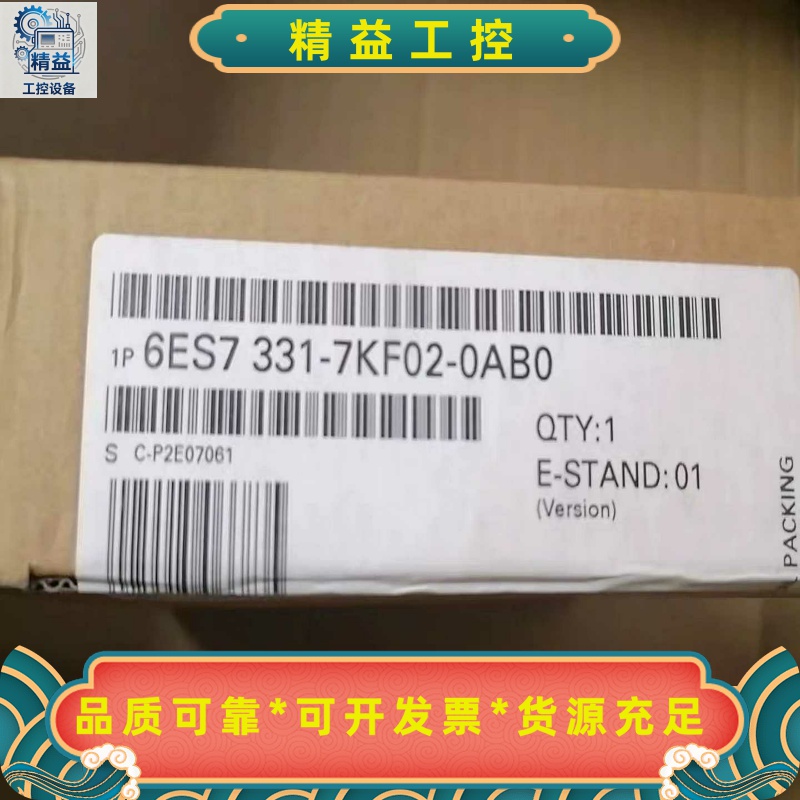 精益
工控设备
精益工控
1P 6ES7 331-7KF02-0AB0
S C-P2E07061
QTY:1
E-STAND:01
(Version)
PACKING
品质可靠*可开发票*货源充足